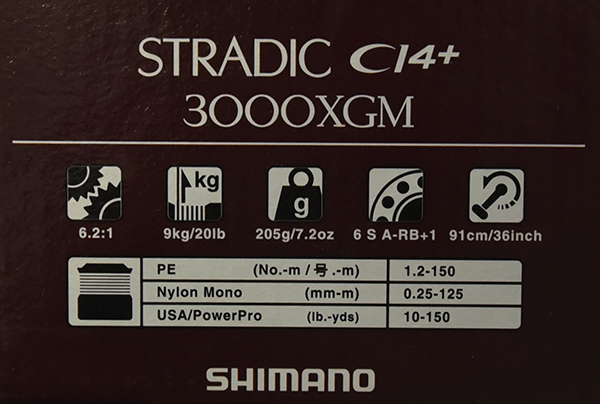 STRADIC CI4+
3000XGM
kg
g
6.2:1 9kg/20lb 205g/7.2oz 6 S A-RB+1 91cm/36inch
PE (No.-m / 号.-m) 1.2-150
Nylon Mono (mm-m) 0.25-125
USA/PowerPro (lb.-yds) 10-150
SHIMANO